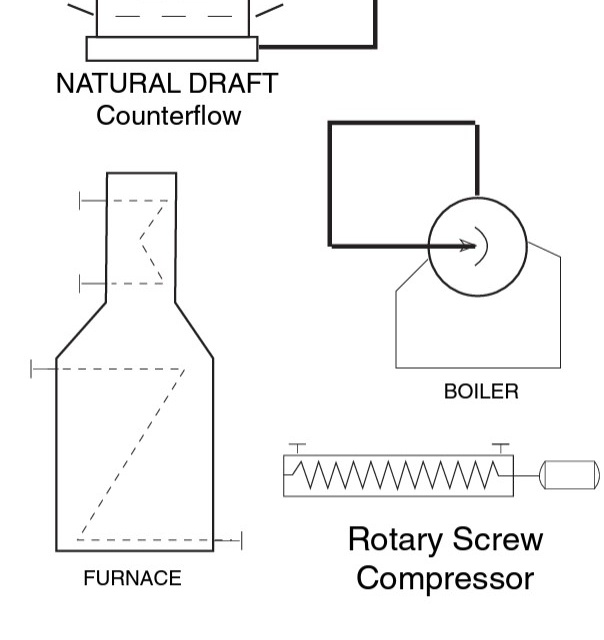 NATURAL DRAFT
Counterflow
BOILER
Rotary Screw
Compressor
FURNACE